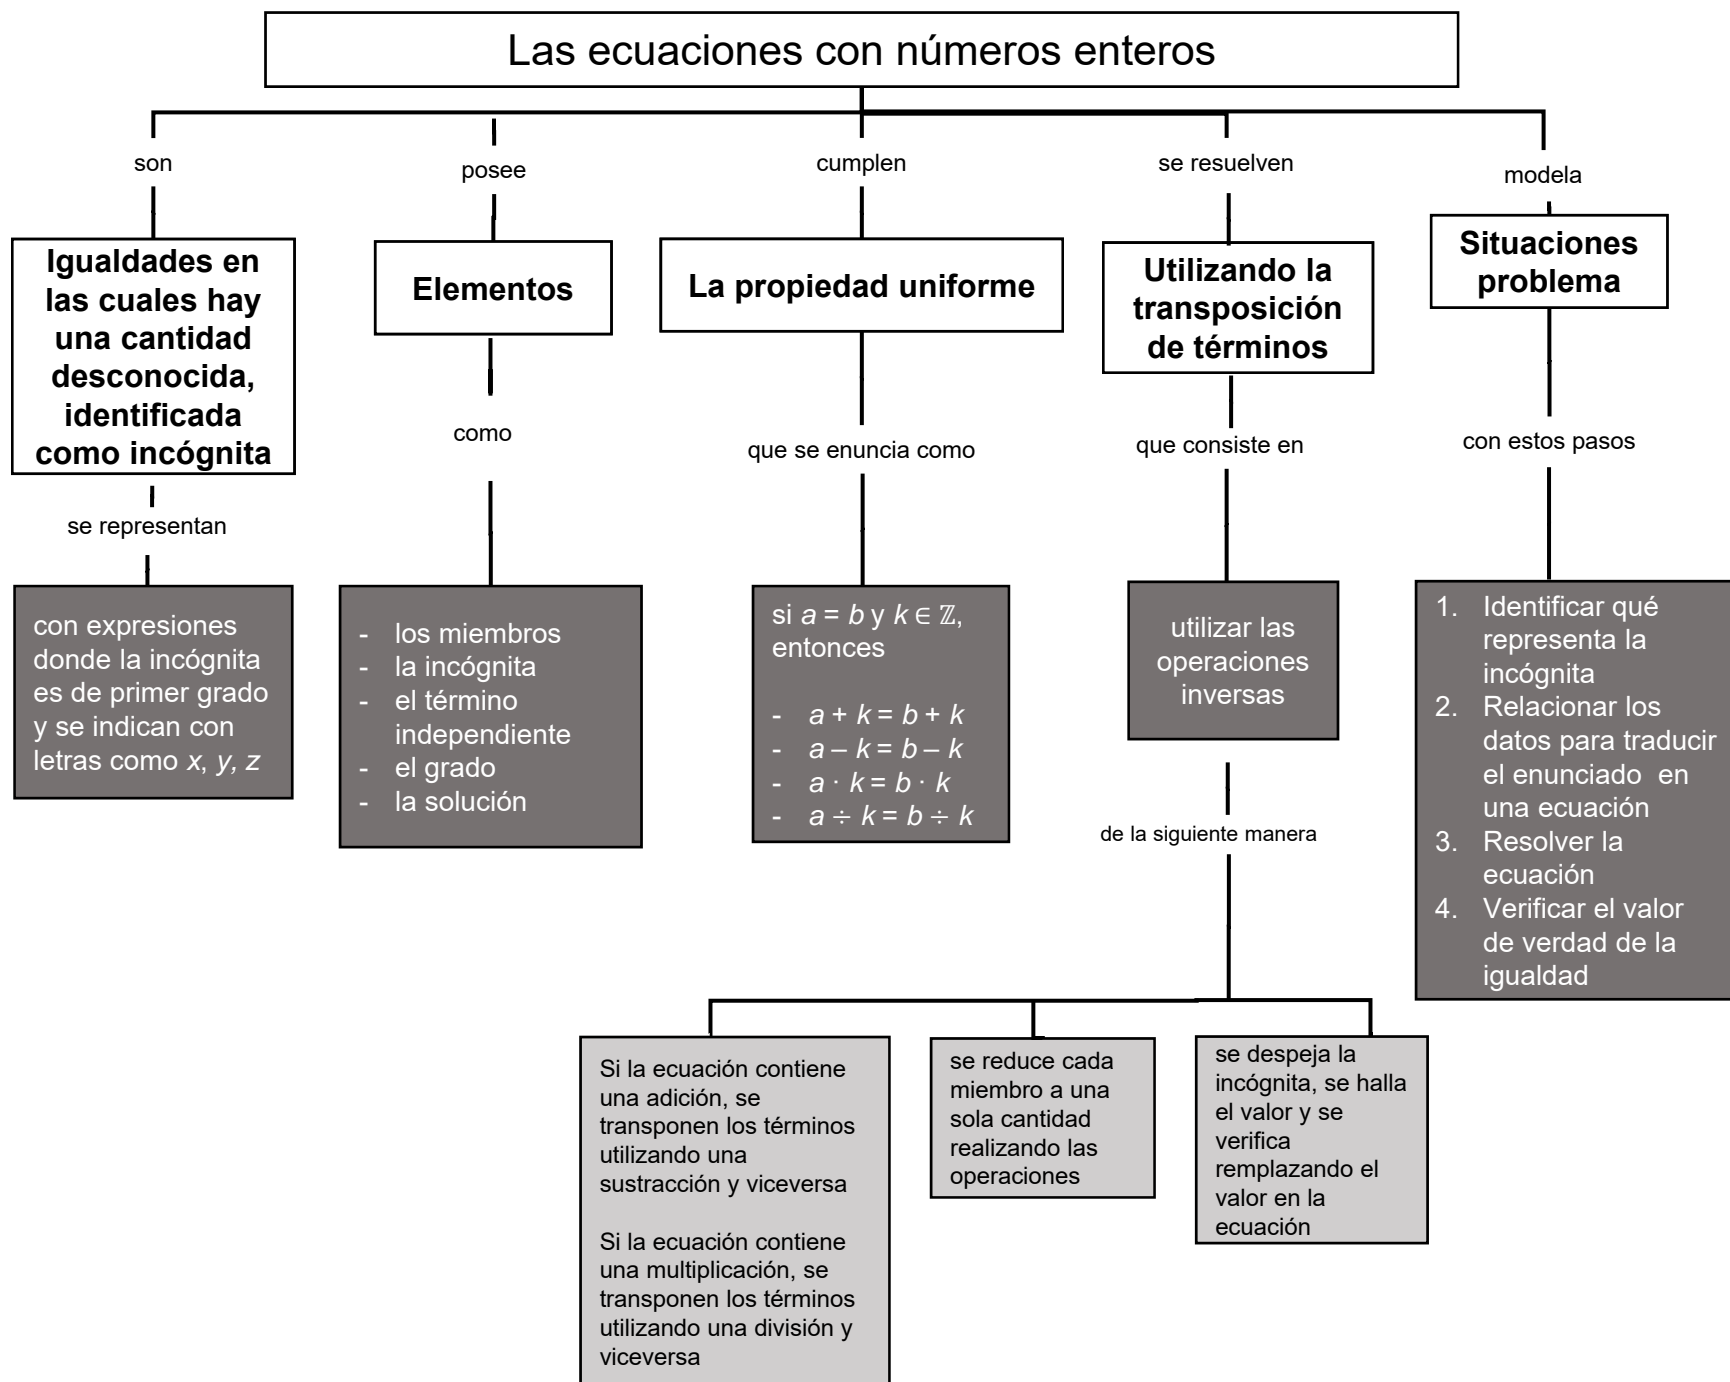 Las ecuaciones con números enteros
son
posee
cumplen
se resuelven
modela
Igualdades en
las cuales hay
una cantidad
desconocida,
identificada
como incógnita
Elementos
La propiedad uniforme
Utilizando la
transposición
de términos
Situaciones
problema
se representan
como
que se enuncia como
que consiste en
con estos pasos
con expresiones
donde la incógnita
es de primer grado
y se indican con
letras como x, y, z
- los miembros
- la incógnita
- el término
independiente
- el grado
- la solución
si a = b y k ∈ ℤ,
entonces
- a + k = b + k
- a – k = b – k
- a · k = b · k
- a ÷ k = b ÷ k
utilizar las
operaciones
inversas
1. Identificar qué
representa la
incógnita
2. Relacionar los
datos para traducir
el enunciado en
una ecuación
3. Resolver la
ecuación
4. Verificar el valor
de verdad de la
igualdad
de la siguiente manera
Si la ecuación contiene
una adición, se
transponen los términos
utilizando una
sustracción y viceversa
Si la ecuación contiene
una multiplicación, se
transponen los términos
utilizando una división y
viceversa
se reduce cada
miembro a una
sola cantidad
realizando las
operaciones
se despeja la
incógnita, se halla
el valor y se
verifica
remplazando el
valor en la
ecuación